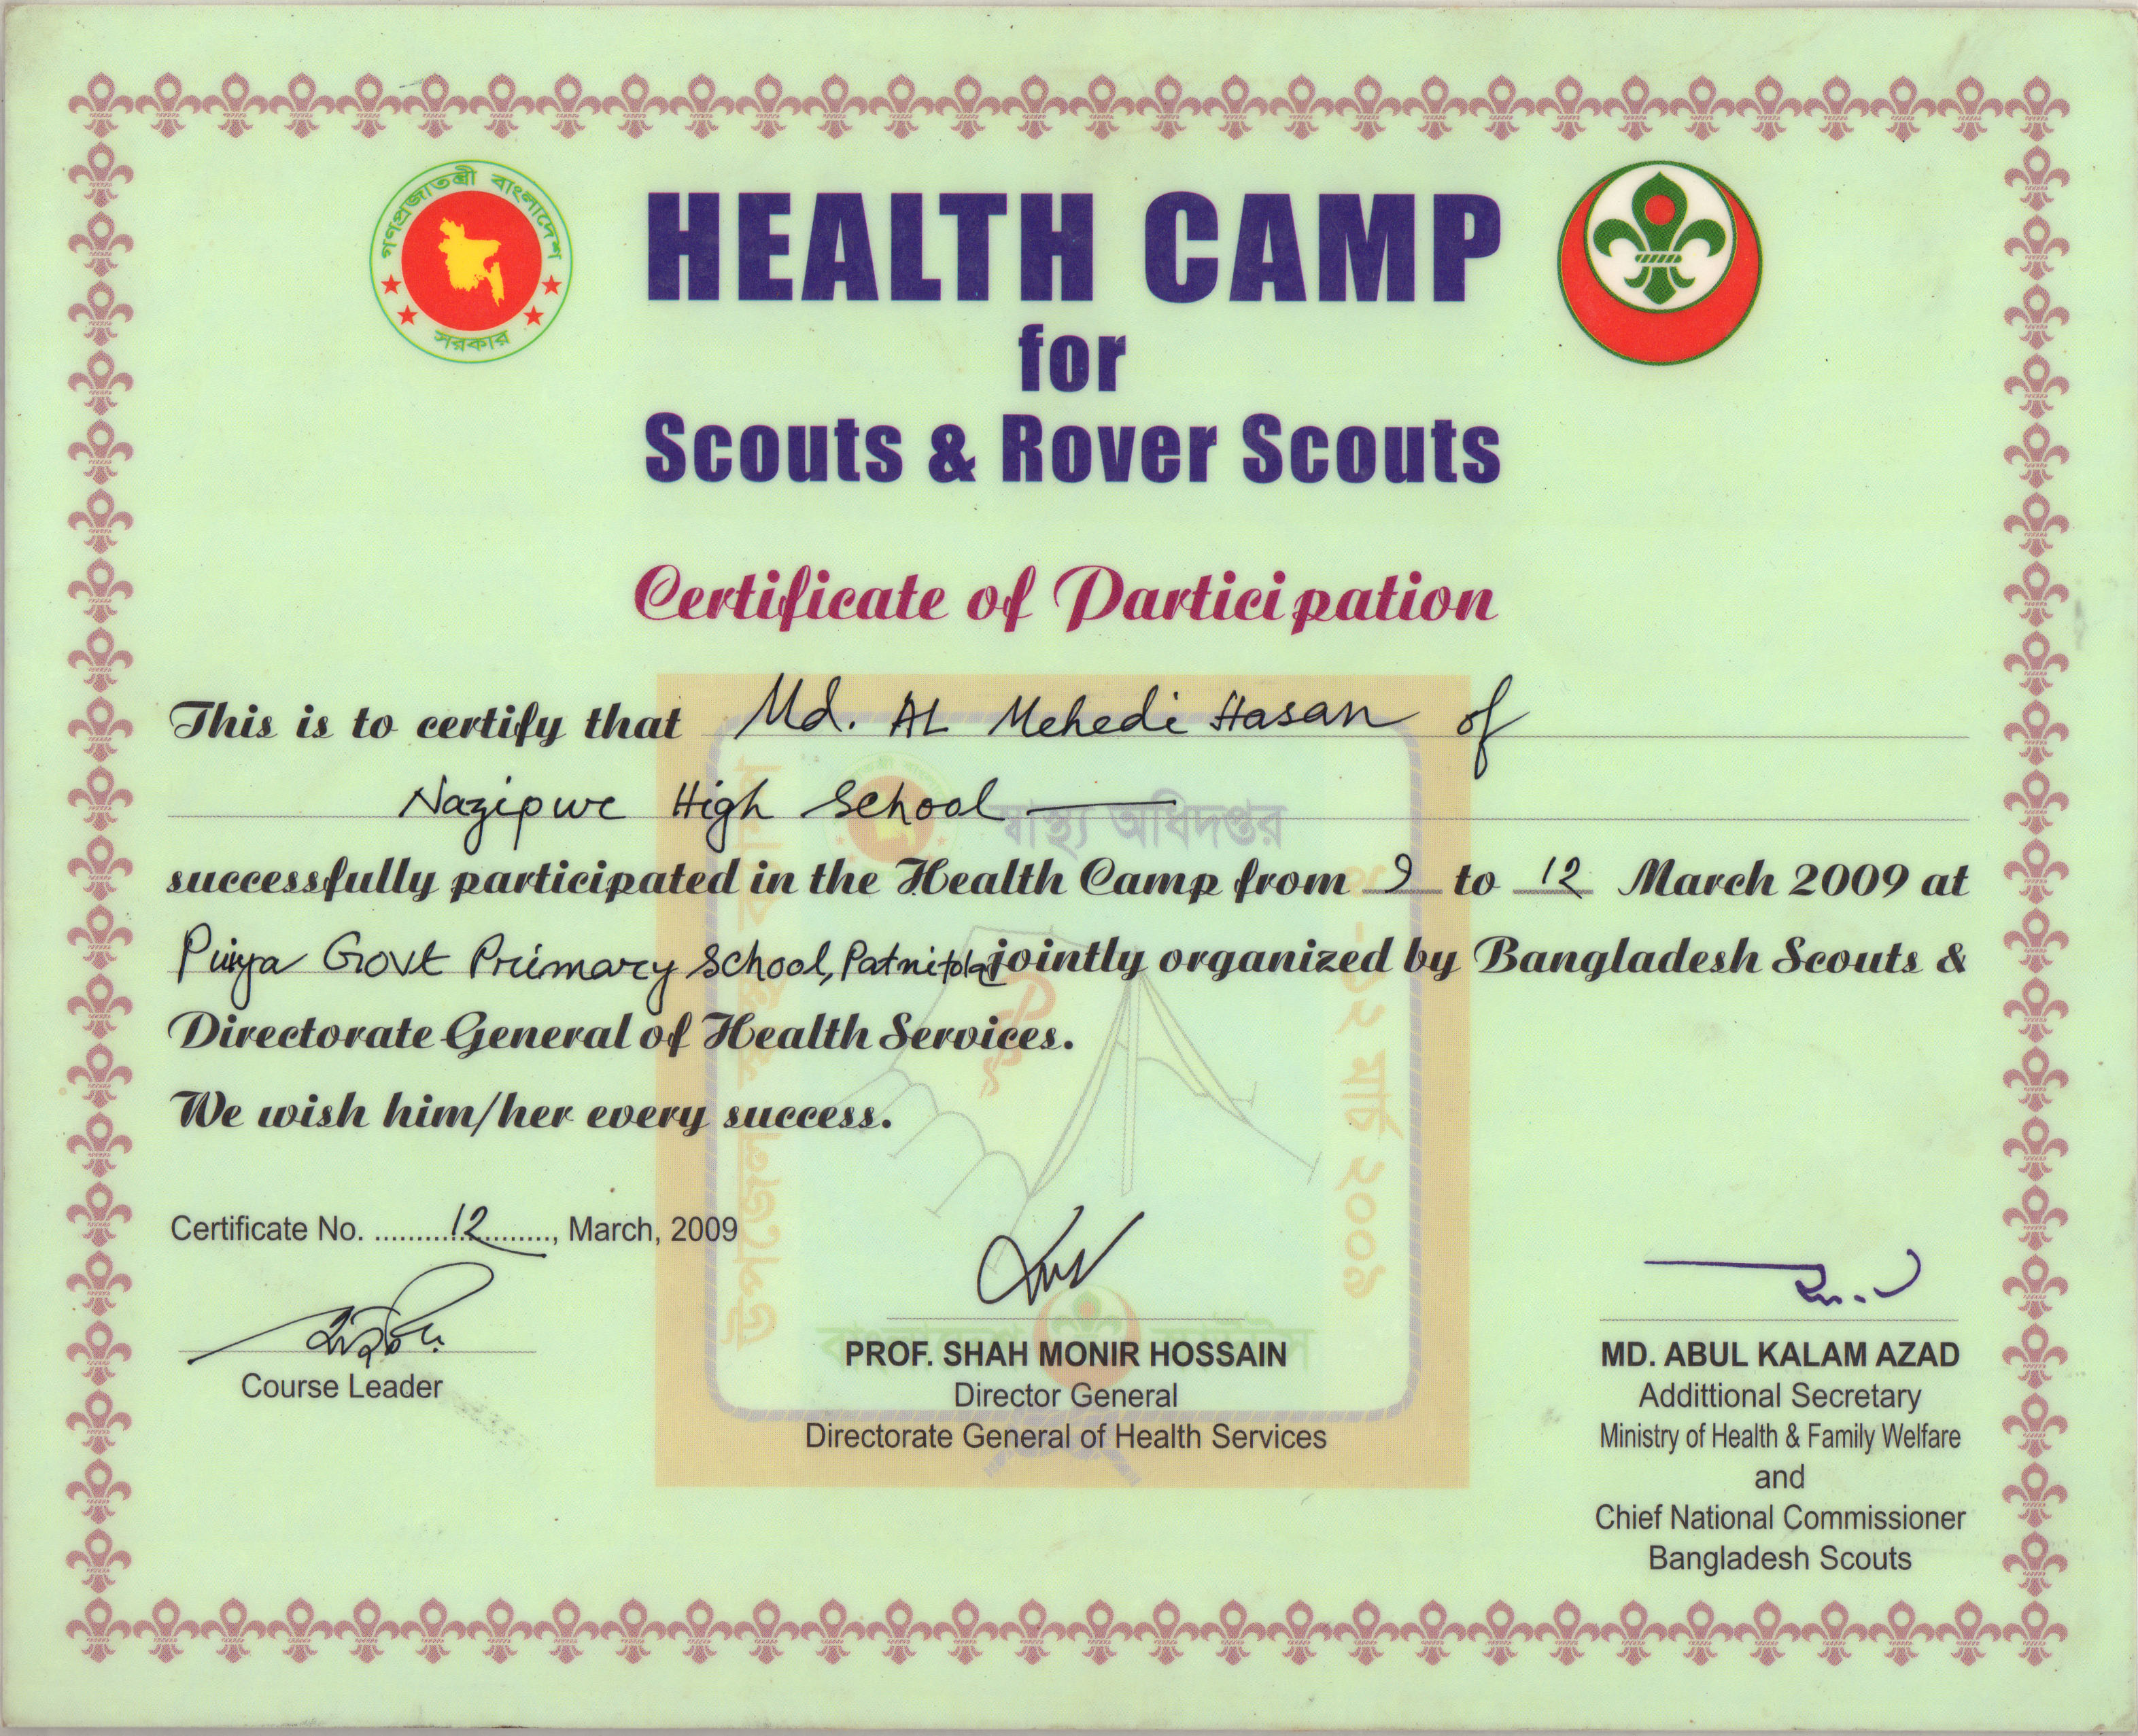 গণপ্রজাতন্ত্রী বাংলাদেশ
সরকার
HEALTH CAMP
for
Scouts & Rover Scouts
Certificate of Participation
This is to certify that Md. AL Mehedi Hasan of
Nazipur High School
স্বাস্থ্য অধিদপ্তর
successfully participated in the Health Camp from 9 to 12 March 2009 at
Govt Primary School, Patnitola jointly organized by Bangladesh Scouts &
Directorate General of Health Services.
We wish him/her every success.
৯-১২ মার্চ ২০০৯
Certificate No. ........12........, March, 2009
Course Leader
বাংলাদেশ স্কাউটস
PROF. SHAH MONIR HOSSAIN
Director General
Directorate General of Health Services
MD. ABUL KALAM AZAD
Addittional Secretary
Ministry of Health & Family Welfare
and
Chief National Commissioner
Bangladesh Scouts